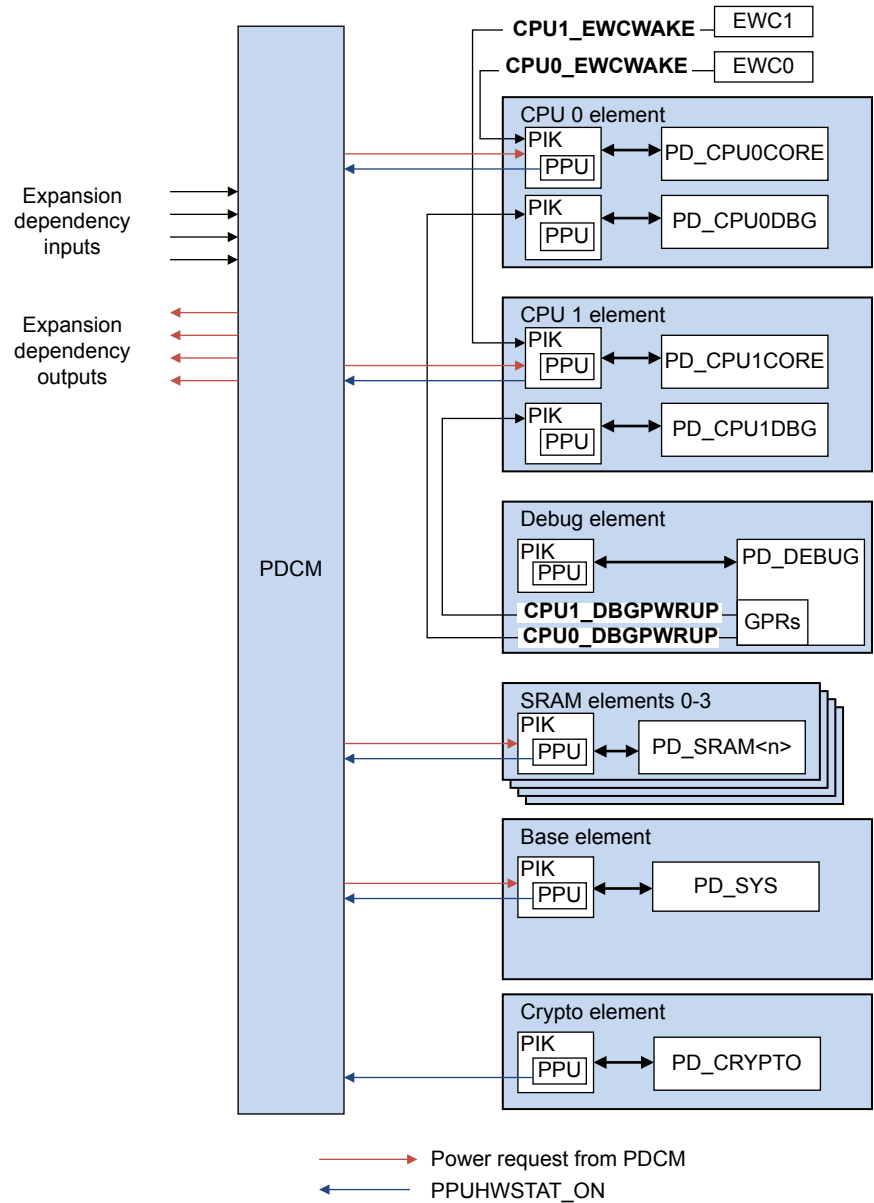 CPU1_EWCWAKE
EWC1
CPU0_EWCWAKE
EWC0
CPU 0 element
PIK
PPU
PD_CPU0CORE
PIK
PPU
PD_CPU0DBG
Expansion
dependency
inputs
Expansion
dependency
outputs
CPU 1 element
PIK
PPU
PD_CPU1CORE
PIK
PPU
PD_CPU1DBG
PDCM
Debug element
PIK
PPU
PD_DEBUG
CPU1_DBGPWRUP
CPU0_DBGPWRUP
GPRs
SRAM elements 0-3
PIK
PPU
PD_SRAM<n>
Base element
PIK
PPU
PD_SYS
Crypto element
PIK
PPU
PD_CRYPTO
Power request from PDCM
PPUHWSTAT_ON